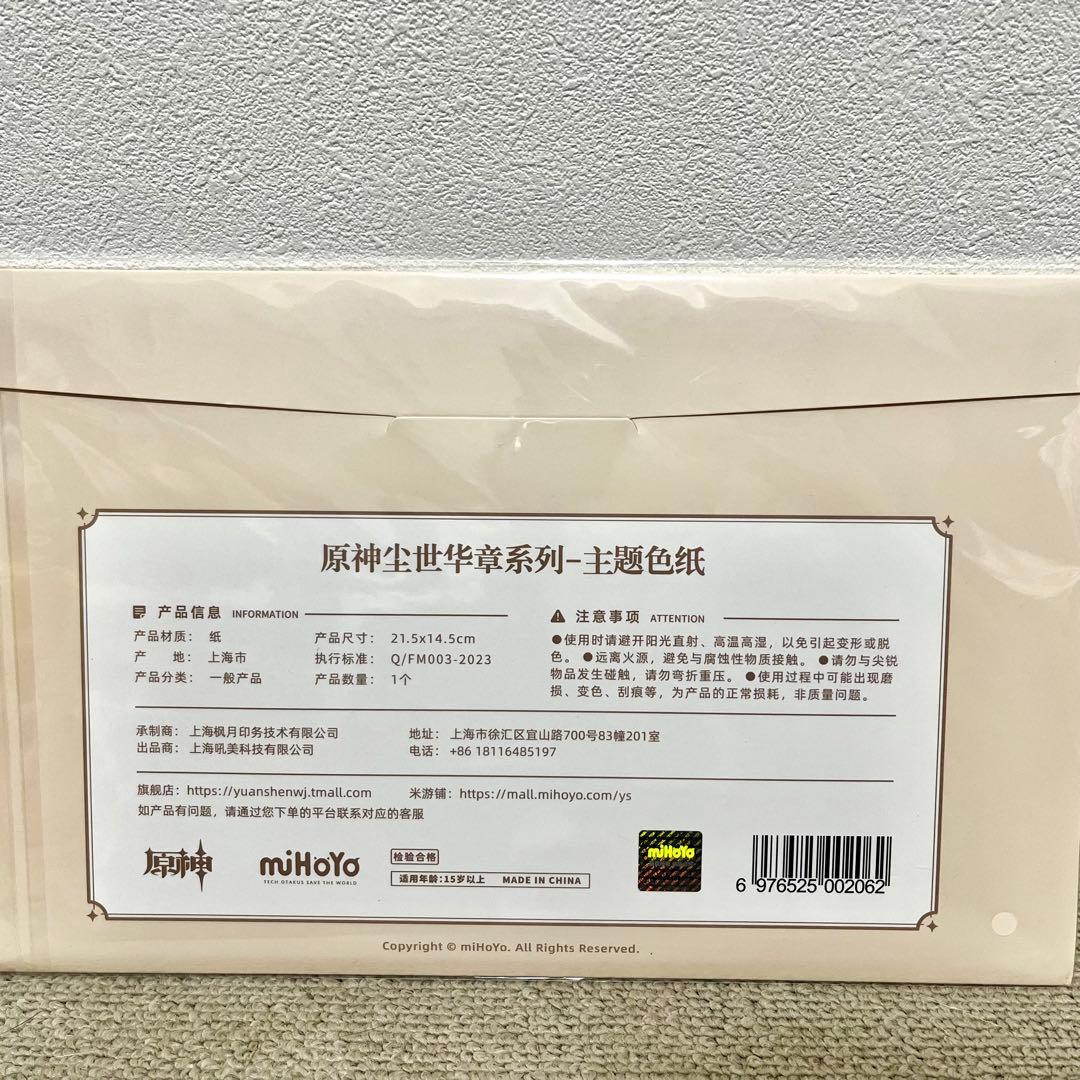 原神尘世华章系列-主题色纸
产品信息 INFORMATION
产品材质： 纸 产品尺寸： 21.5x14.5cm
产 地： 上海市 执行标准： Q/FM003-2023
产品分类： 一般产品 产品数量： 1个
注意事项 ATTENTION
●使用时请避开阳光直射、高温高湿，以免引起变形或脱
色。 ●远离火源，避免与腐蚀性物质接触。 ●请勿与尖锐
物品发生碰触，请勿弯折重压。 ●使用过程中可能出现磨
损、变色、刮痕等，为产品的正常损耗，非质量问题。
承制商： 上海枫月印务技术有限公司 地址： 上海市徐汇区宜山路700号83幢201室
出品商： 上海吼美科技有限公司 电话： +86 18116485197
旗舰店： https://yuanshenwj.tmall.com 米游铺： https://mall.mihoyo.com/ys
如产品有问题，请通过您下单的平台联系对应的客服
原神
miHoYo
TECH OTAKUS SAVE THE WORLD
检验合格
适用年龄:15岁以上 MADE IN CHINA
miHoYo
6 976525 002062
Copyright © miHoYo. All Rights Reserved.